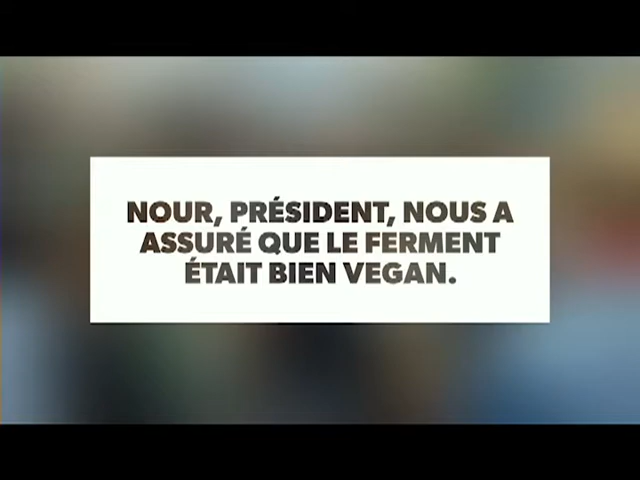 NOUR, PRÉSIDENT, NOUS A
ASSURÉ QUE LE FERMENT
ÉTAIT BIEN VEGAN.